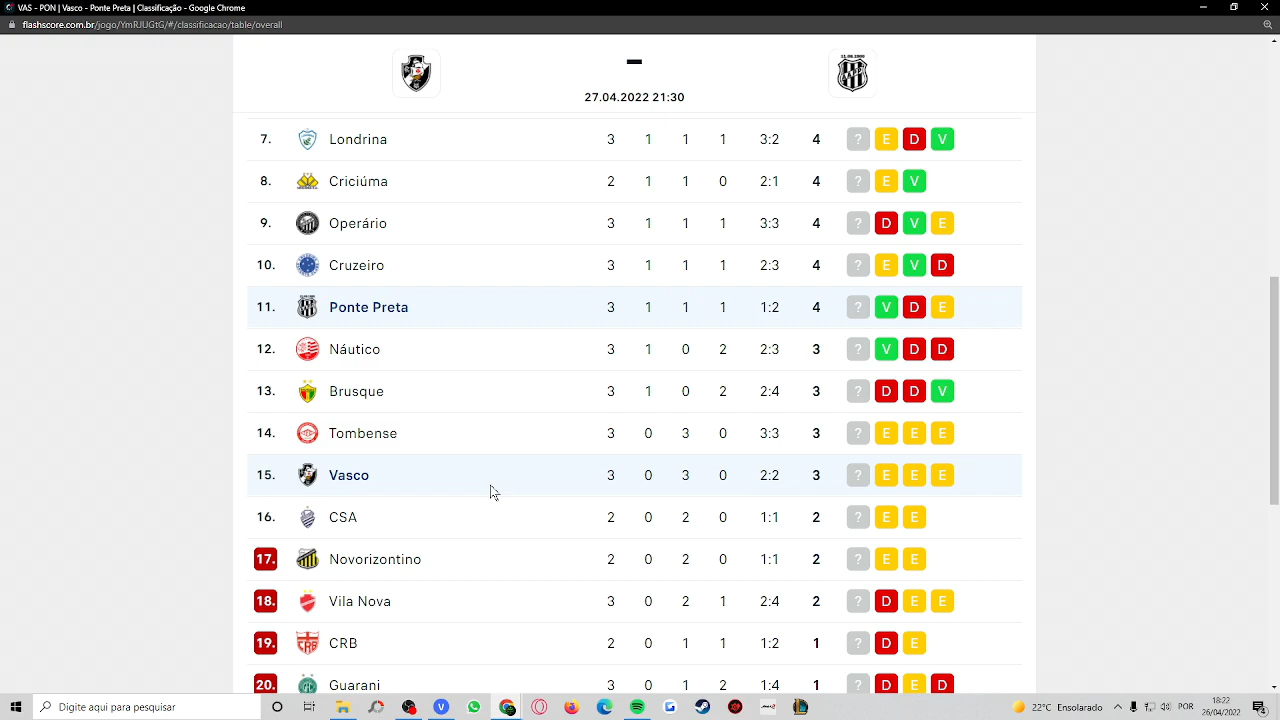 VAS - PON | Vasco - Ponte Preta | Classificação - Google Chrome
flashscore.com.br/jogo/YmRJUlGG/#/classificacao/table/overall
-
27.04.2022 21:30
7. Londrina 3 1 1 1 3:2 4 ? E D V
8. Criciúma 2 1 1 0 2:1 4 ? E V
9. Operário 3 1 1 1 3:3 4 ? D V E
10. Cruzeiro 3 1 1 1 2:3 4 ? E V D
11. Ponte Preta 3 1 1 1 1:2 4 ? V D E
12. Náutico 3 1 0 2 2:3 3 ? V D D
13. Brusque 3 1 0 2 2:4 3 ? D D V
14. Tombense 3 0 3 0 3:3 3 ? E E E
15. Vasco 3 0 3 0 2:2 3 ? E E E
16. CSA 2 0 2 0 1:1 2 ? E E
17. Novorizontino 2 0 2 0 1:1 2 ? E E
18. Vila Nova 3 0 2 1 2:4 2 ? D E E
19. CRB 2 0 1 1 1:2 1 ? D E
20. Guarani 3 0 1 2 1:4 1 ? D E D
Digite aqui para pesquisar
22°C Ensolarado
18:22
26/04/2022